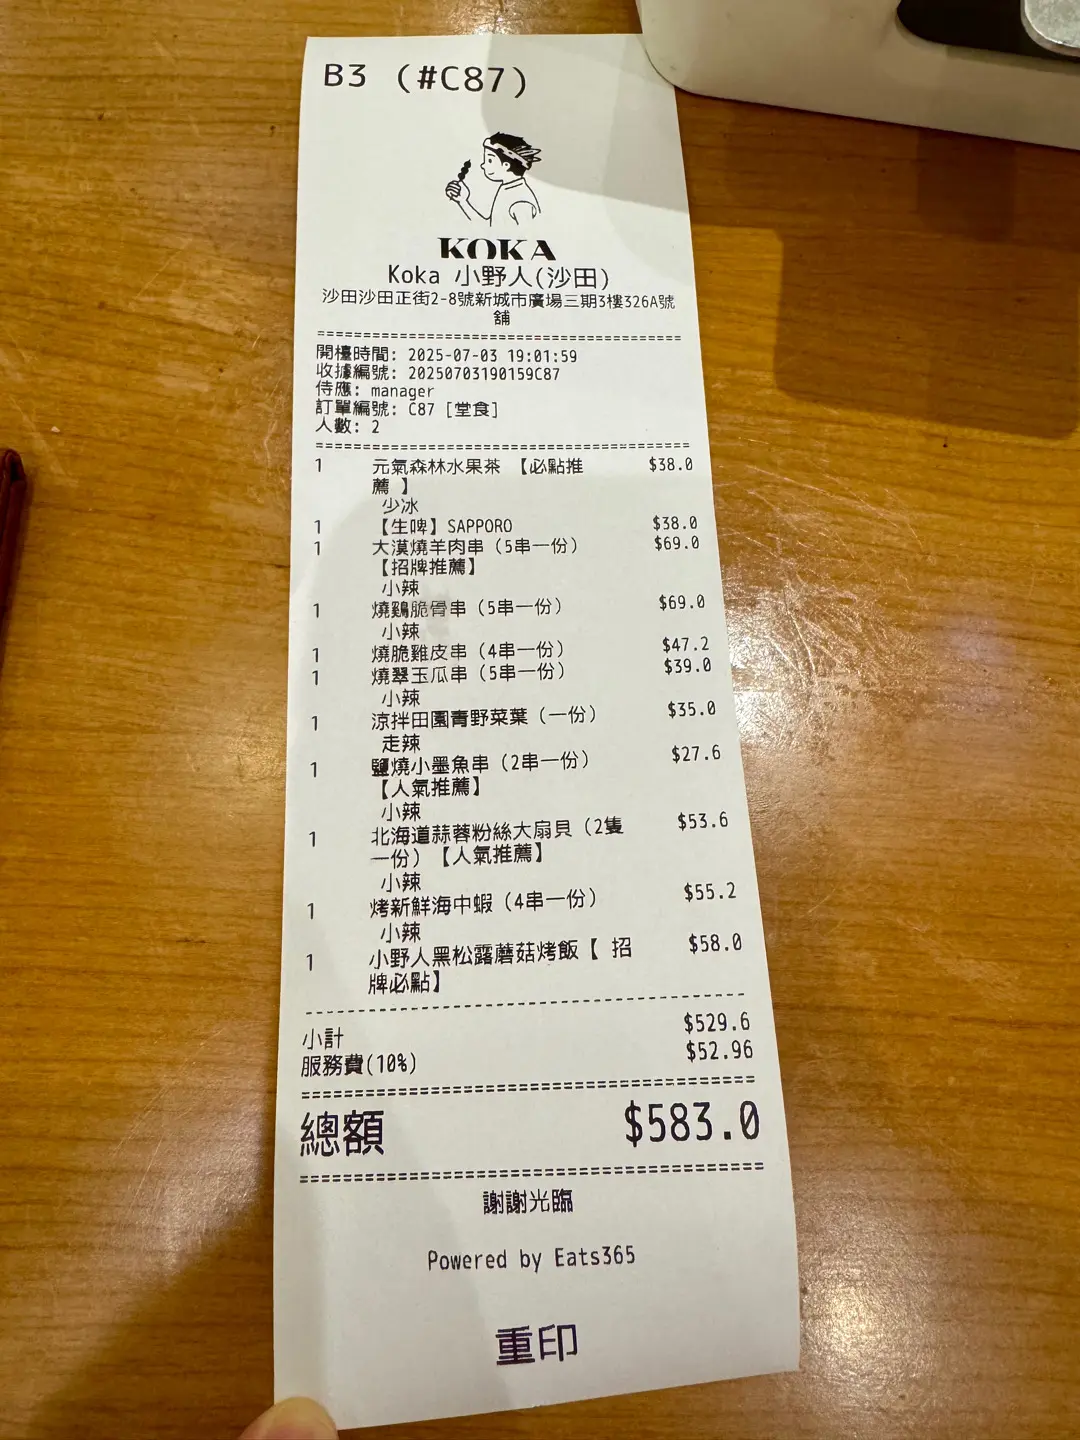 B3 (#C87)
KOKA
Koka 小野人(沙田)
沙田沙田正街2-8號新城市廣場三期3樓326A號
舖
開檯時間: 2025-07-03 19:01:59
收據編號: 20250703190159C87
侍應: manager
訂單編號: C87 [堂食]
人數: 2
1 元氣森林水果茶 【必點推 $38.0
薦 】
少冰
1 【生啤】SAPPORO $38.0
1 大漠燒羊肉串（5串一份） $69.0
【招牌推薦】
小辣
1 燒鷄脆骨串（5串一份） $69.0
小辣
1 燒脆雞皮串（4串一份） $47.2
1 燒翠玉瓜串（5串一份） $39.0
小辣
1 涼拌田園青野菜葉（一份） $35.0
走辣
1 鹽燒小墨魚串（2串一份） $27.6
【人氣推薦】
小辣
1 北海道蒜蓉粉絲大扇貝（2隻 $53.6
一份）【人氣推薦】
小辣
1 烤新鮮海中蝦（4串一份） $55.2
小辣
1 小野人黑松露蘑菇烤飯【 招 $58.0
牌必點】
小計 $529.6
服務費(10%) $52.96
總額 $583.0
謝謝光臨
Powered by Eats365
重印